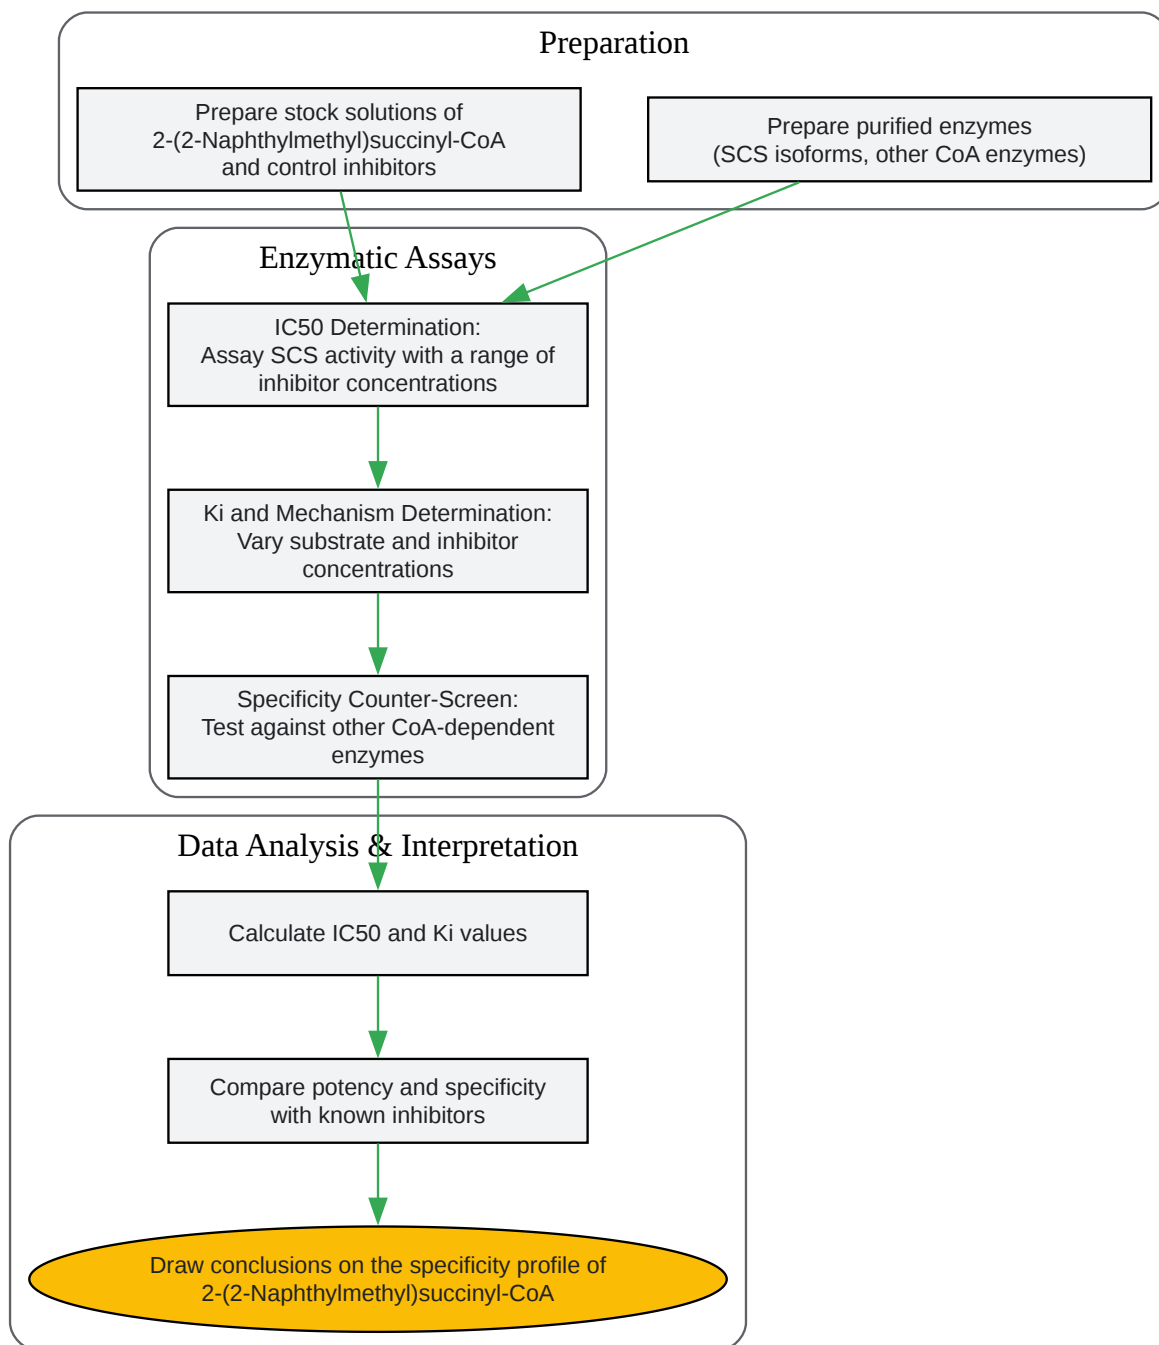 Preparation
Prepare stock solutions of
2-(2-Naphthylmethyl)succinyl-CoA
and control inhibitors
Prepare purified enzymes
(SCS isoforms, other CoA enzymes)
Enzymatic Assays
IC50 Determination:
Assay SCS activity with a range of
inhibitor concentrations
Ki and Mechanism Determination:
Vary substrate and inhibitor
concentrations
Specificity Counter-Screen:
Test against other CoA-dependent
enzymes
Data Analysis & Interpretation
Calculate IC50 and Ki values
Compare potency and specificity
with known inhibitors
Draw conclusions on the specificity profile of
2-(2-Naphthylmethyl)succinyl-CoA